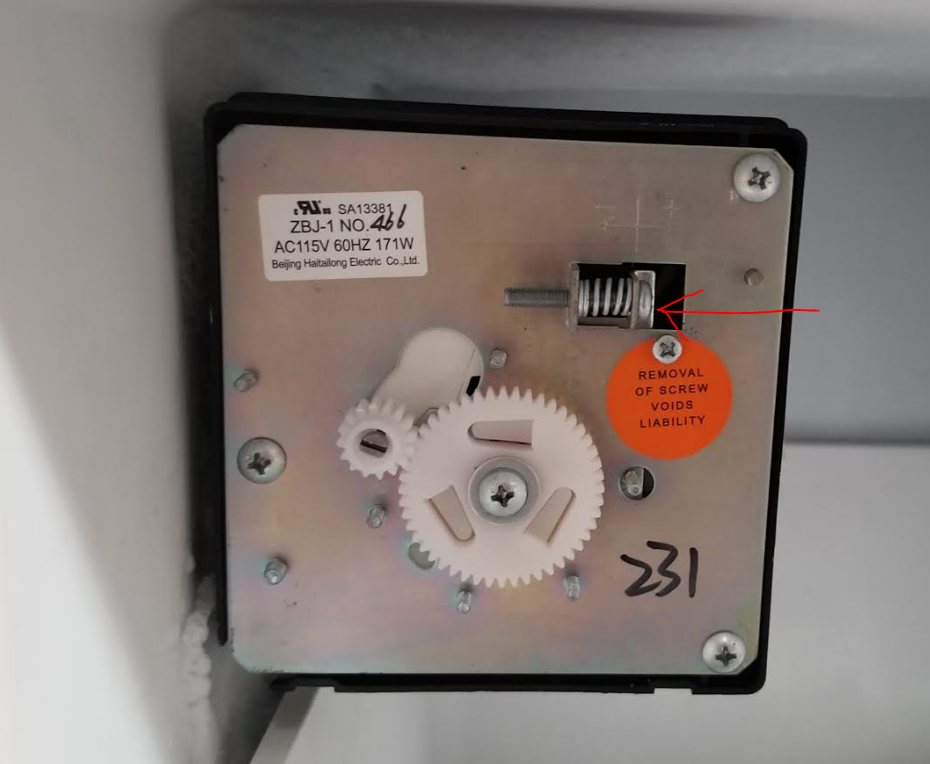 SA13381
ZBJ-1 NO. 466
AC115V 60HZ 171W
Beijing Haitailong Electric Co.,Ltd.
REMOVAL
OF SCREW
VOIDS
LIABILITY
231